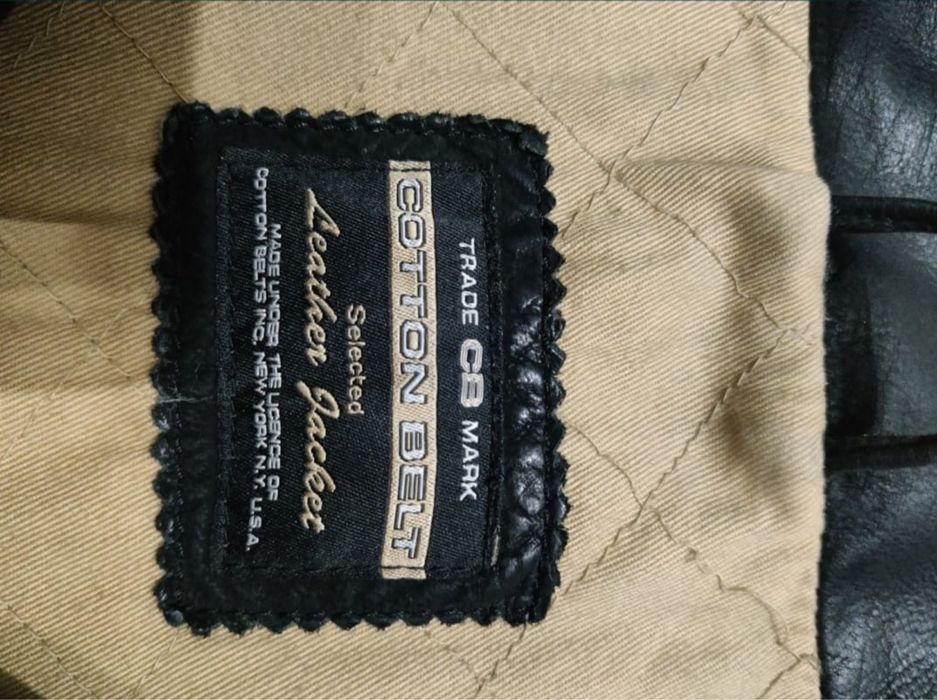 TRADE CB MARK
COTTON BELT
Selected
Leather Jacket
MADE UNDER THE LICENCE OF
COTTON BELTS INC. NEW YORK N.Y. U.S.A.